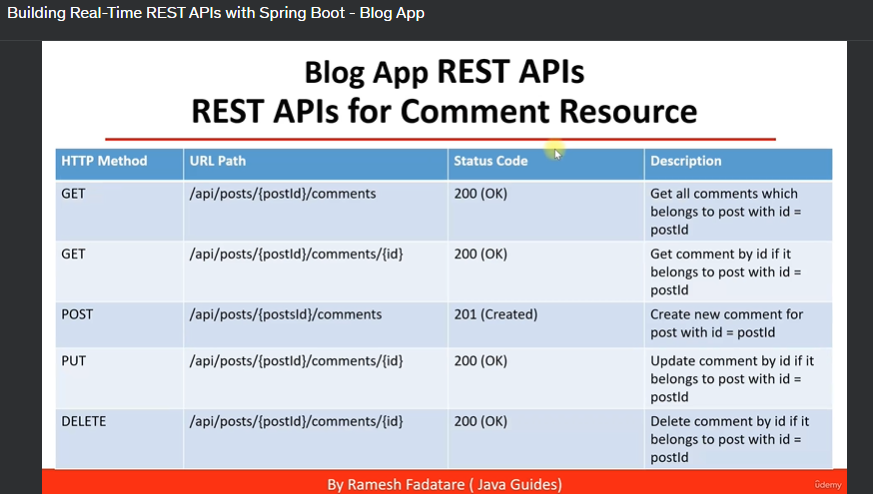 Building Real-Time REST APIs with Spring Boot - Blog App
Blog App REST APIs
REST APIs for Comment Resource
HTTP Method URL Path Status Code Description
GET /api/posts/{postId}/comments 200 (OK) Get all comments which
belongs to post with id =
postId
GET /api/posts/{postId}/comments/{id} 200 (OK) Get comment by id if it
belongs to post with id =
postId
POST /api/posts/{postsId}/comments 201 (Created) Create new comment for
post with id = postId
PUT /api/posts/{postId}/comments/{id} 200 (OK) Update comment by id if it
belongs to post with id =
postId
DELETE /api/posts/{postId}/comments/{id} 200 (OK) Delete comment by id if it
belongs to post with id =
postId
By Ramesh Fadatare ( Java Guides)
ûdemy